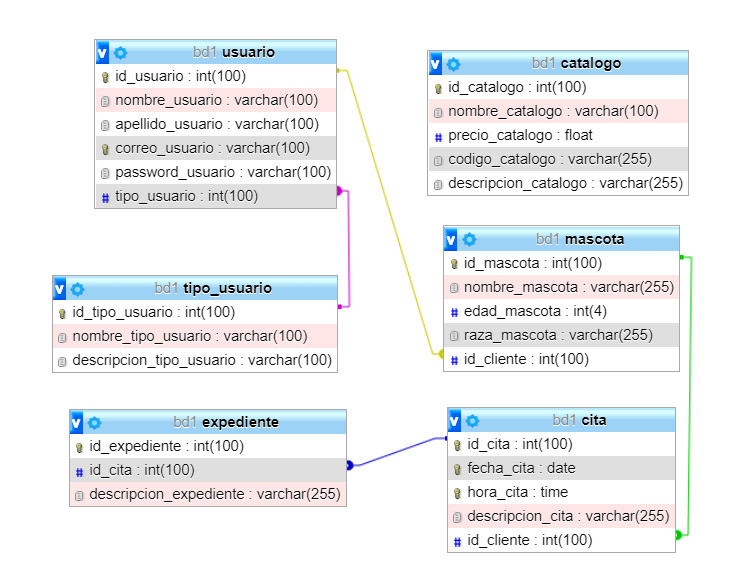 bd1 usuario
id_usuario : int(100)
nombre_usuario : varchar(100)
apellido_usuario : varchar(100)
correo_usuario : varchar(100)
password_usuario : varchar(100)
# tipo_usuario : int(100)
bd1 catalogo
id_catalogo : int(100)
nombre_catalogo : varchar(100)
# precio_catalogo : float
codigo_catalogo : varchar(255)
descripcion_catalogo : varchar(255)
bd1 mascota
id_mascota : int(100)
nombre_mascota : varchar(255)
# edad_mascota : int(4)
raza_mascota : varchar(255)
# id_cliente : int(100)
bd1 tipo_usuario
id_tipo_usuario : int(100)
nombre_tipo_usuario : varchar(100)
descripcion_tipo_usuario : varchar(100)
bd1 expediente
id_expediente : int(100)
# id_cita : int(100)
descripcion_expediente : varchar(255)
bd1 cita
id_cita : int(100)
fecha_cita : date
hora_cita : time
descripcion_cita : varchar(255)
# id_cliente : int(100)